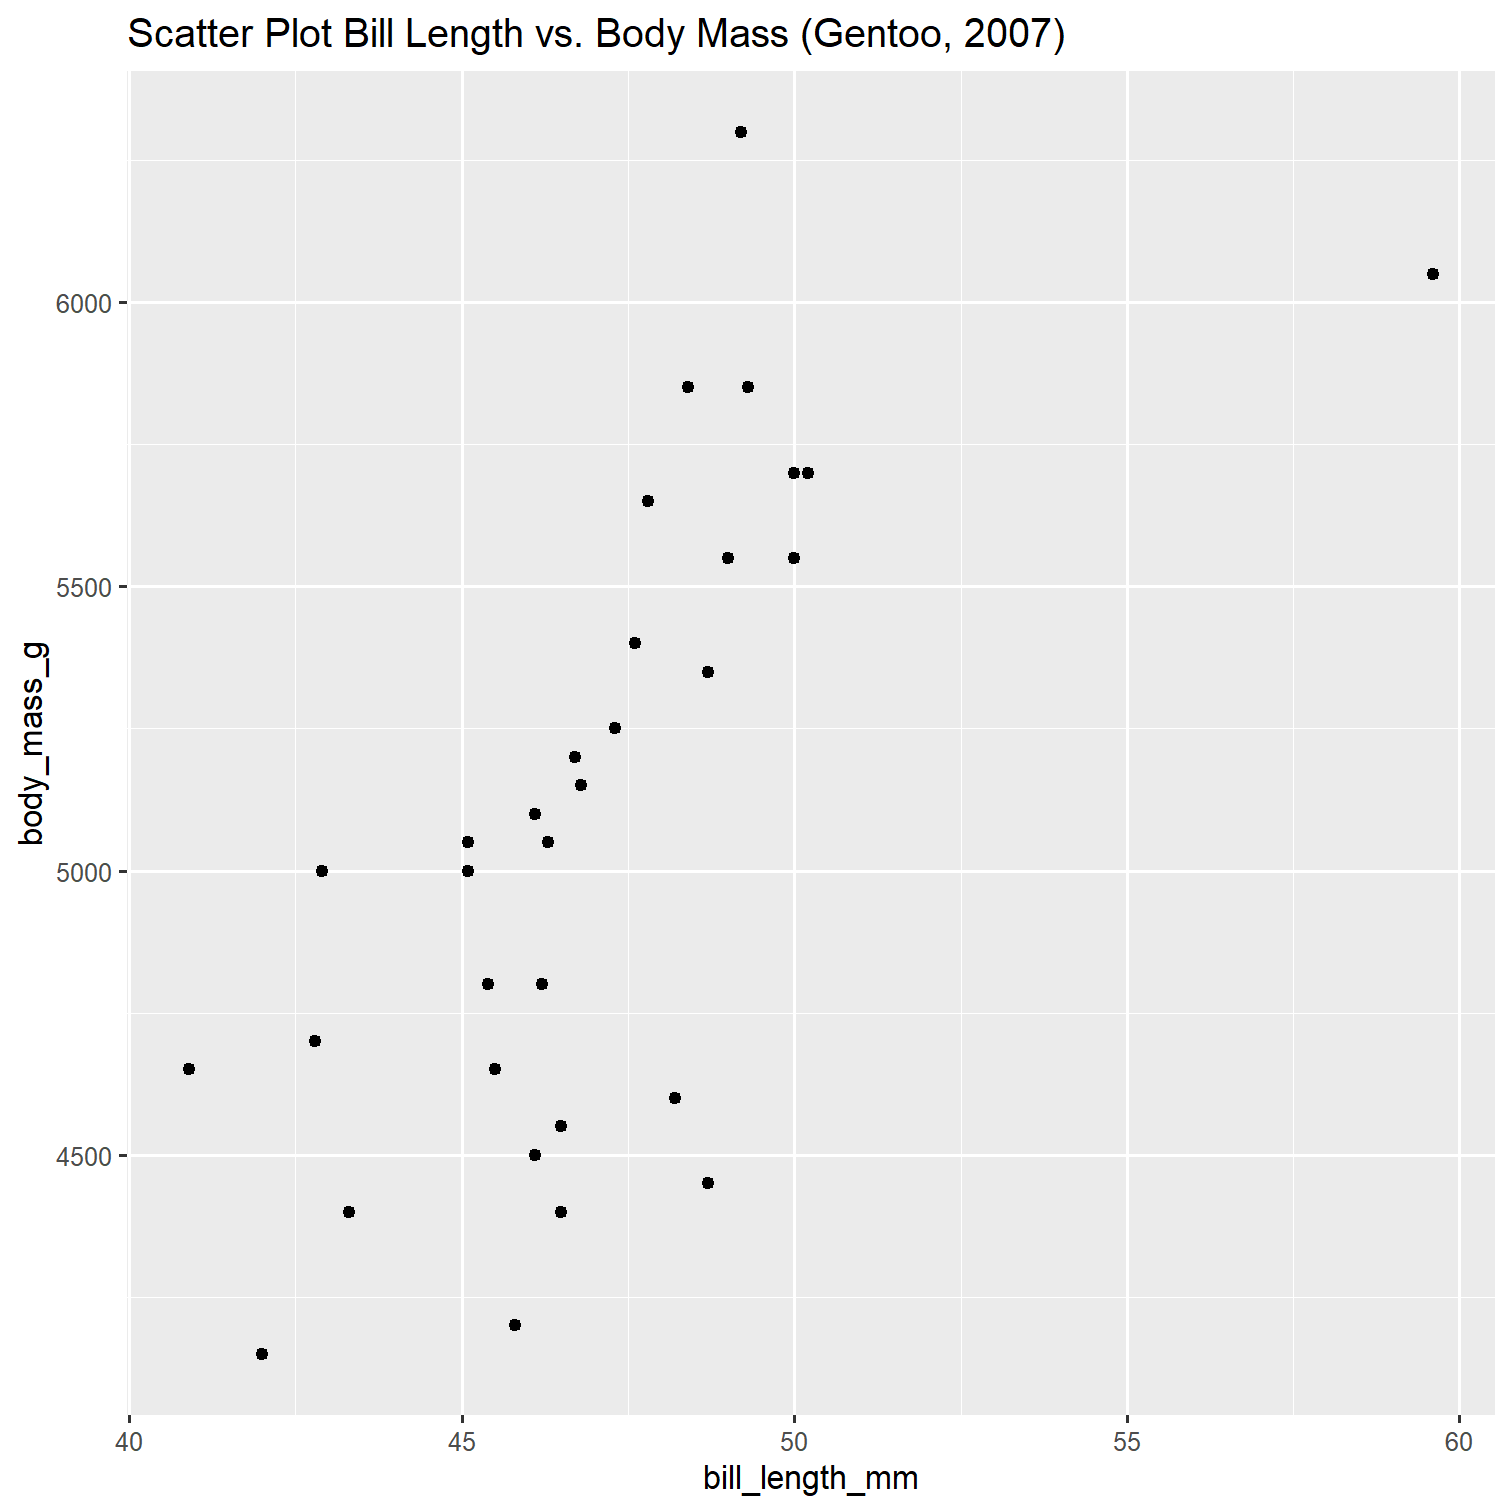 Scatter Plot Bill Length vs. Body Mass (Gentoo, 2007)
6000
5500
5000
4500
body_mass_g
40 45 50 55 60
bill_length_mm